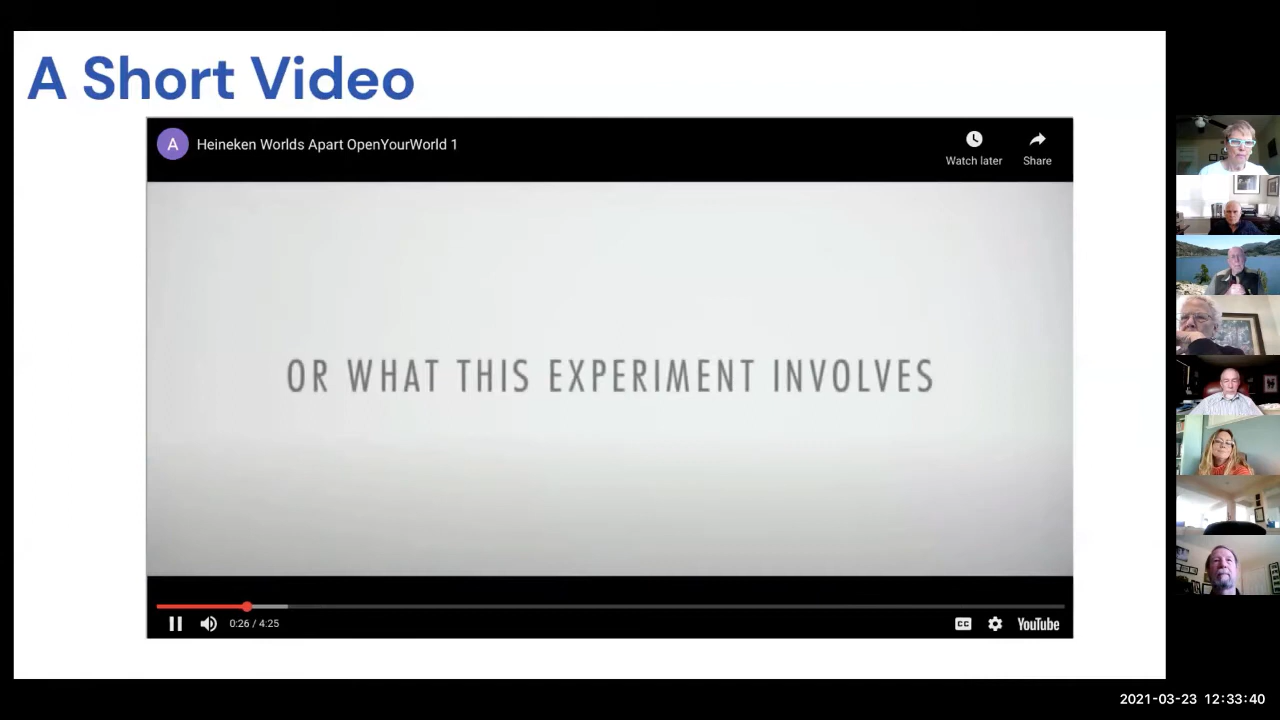 A Short Video
A
Heineken Worlds Apart OpenYourWorld 1
Watch later
Share
OR WHAT THIS EXPERIMENT INVOLVES
0:26 / 4:25
CC
YouTube
2021-03-23 12:33:40